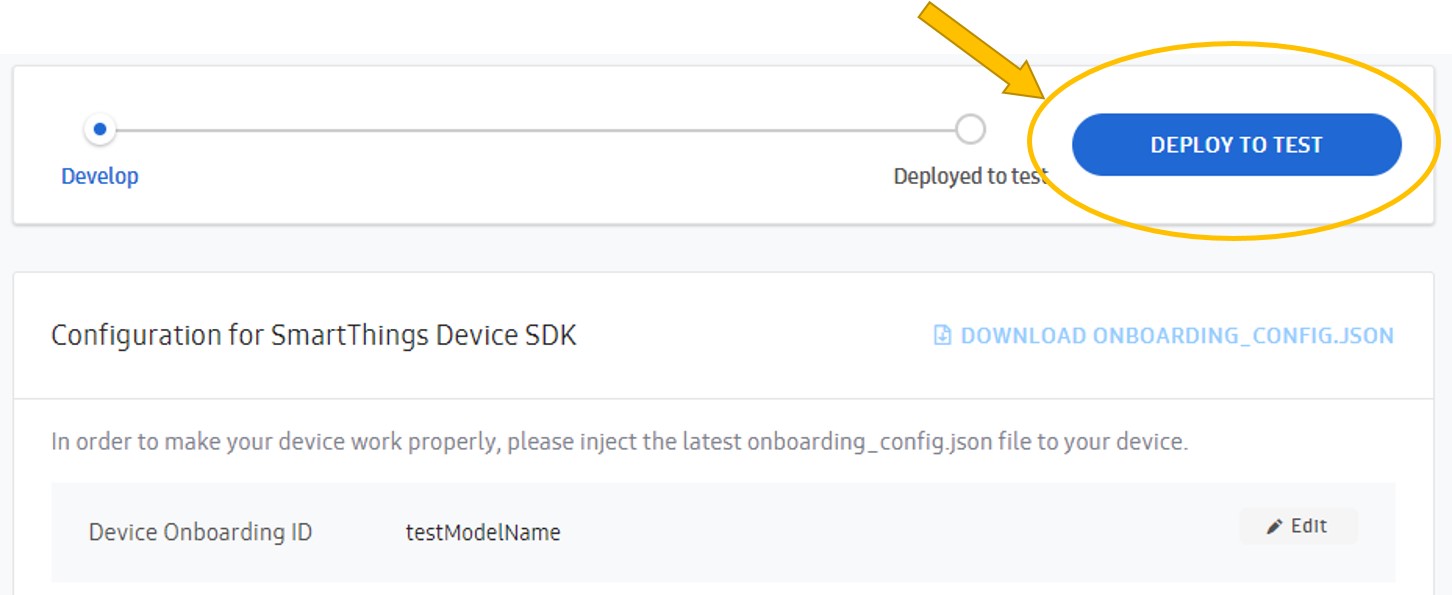 DEPLOY TO TEST
Develop
Deployed to test
Configuration for SmartThings Device SDK
DOWNLOAD ONBOARDING_CONFIG.JSON
In order to make your device work properly, please inject the latest onboarding_config.json file to your device.
Device Onboarding ID testModelName
Edit